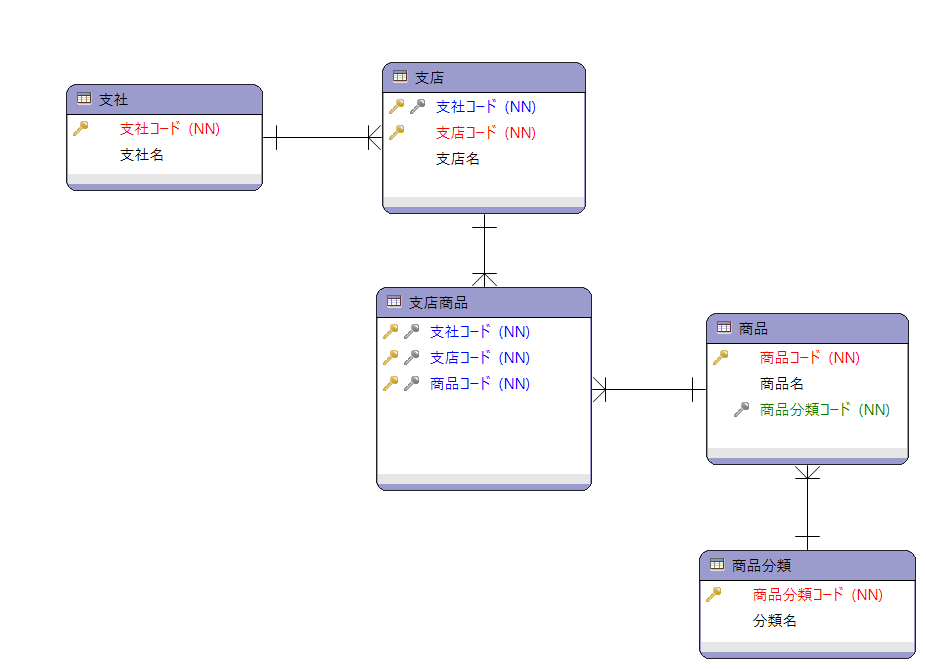 支社
支社コード (NN)
支社名
支店
支社コード (NN)
支店コード (NN)
支店名
支店商品
支社コード (NN)
支店コード (NN)
商品コード (NN)
商品
商品コード (NN)
商品名
商品分類コード (NN)
商品分類
商品分類コード (NN)
分類名